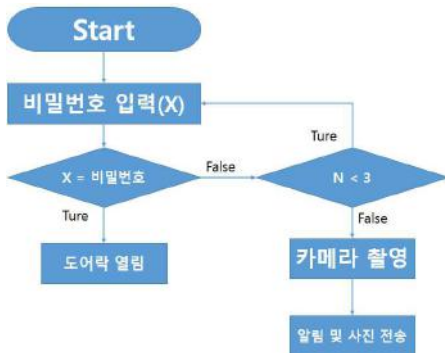 Start
비밀번호 입력(X)
Ture
X = 비밀번호
False
N < 3
Ture
False
도어락 열림
카메라 촬영
알림 및 사진 전송